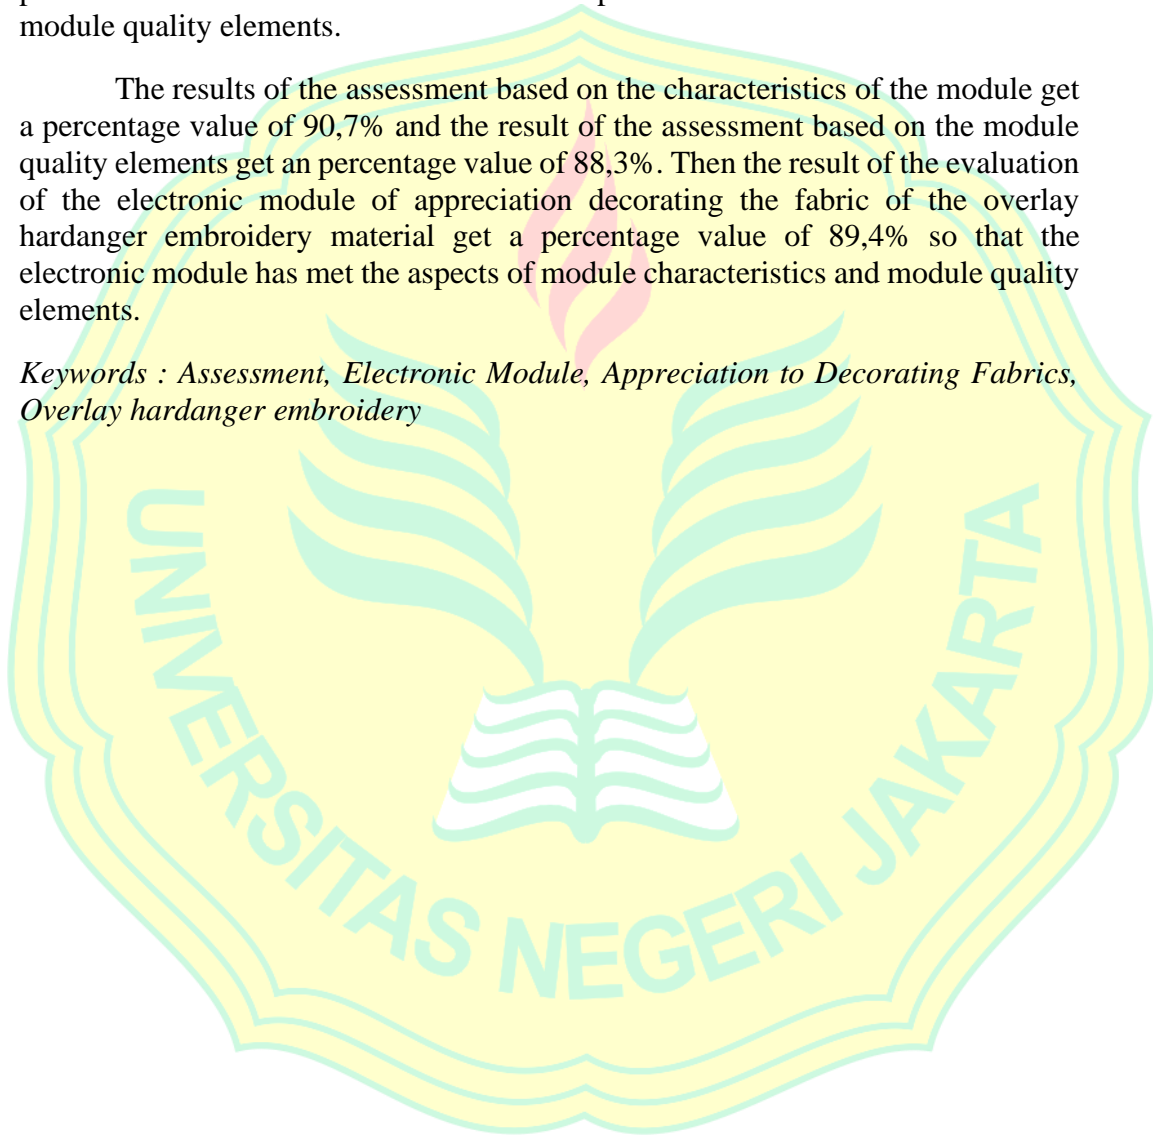 module quality elements.
The results of the assessment based on the characteristics of the module get
a percentage value of 90,7% and the result of the assessment based on the module
quality elements get an percentage value of 88,3%. Then the result of the evaluation
of the electronic module of appreciation decorating the fabric of the overlay
hardanger embroidery material get a percentage value of 89,4% so that the
electronic module has met the aspects of module characteristics and module quality
elements.
Keywords : Assessment, Electronic Module, Appreciation to Decorating Fabrics,
Overlay hardanger embroidery
UNIVERSITAS NEGERI JAKARTA